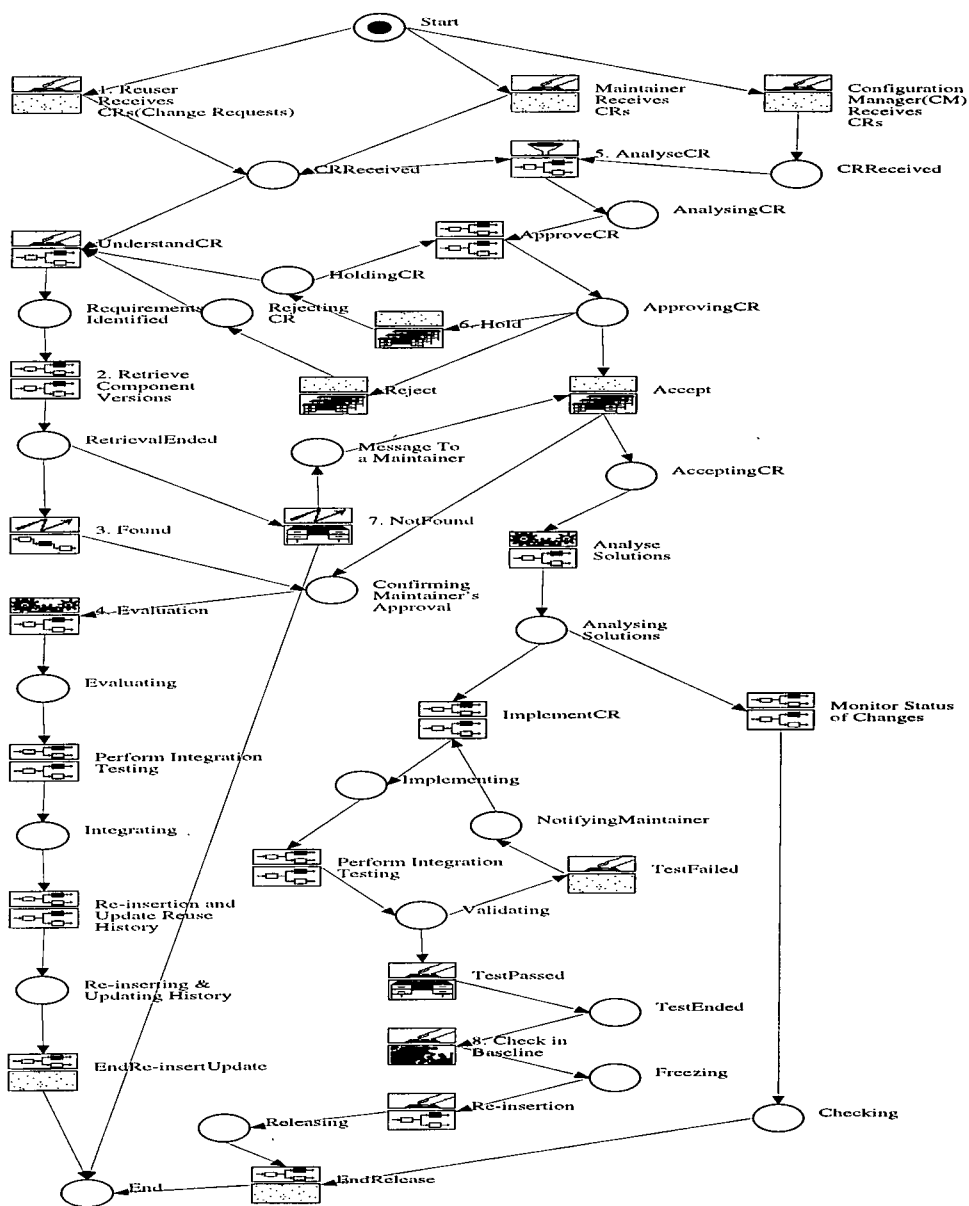 Start
1. Reuser
Receives
CRs(Change Requests)
Maintainer
Receives
CRs
Configuration
Manager(CM)
Receives
CRs
CRReceived
5. AnalyseCR
CRReceived
AnalysingCR
UnderstandCR
ApproveCR
HoldingCR
Requirements
Identified
Rejecting
CR
6. Hold
ApprovingCR
2. Retrieve
Component
Versions
Reject
Accept
RetrievalEnded
Message To
a Maintainer
AcceptingCR
3. Found
7. NotFound
Analyse
Solutions
Confirming
Maintainer's
Approval
4. Evaluation
Analysing
Solutions
Evaluating
ImplementCR
Monitor Status
of Changes
Perform Integration
Testing
Implementing
Integrating
NotifyingMaintainer
Perform Integration
Testing
TestFailed
Re-insertion and
Update Reuse
History
Validating
Re-inserting &
Updating History
TestPassed
TestEnded
8. Check in
Baseline
EndRe-insertUpdate
Freezing
Re-insertion
Releasing
Checking
End
EndRelease